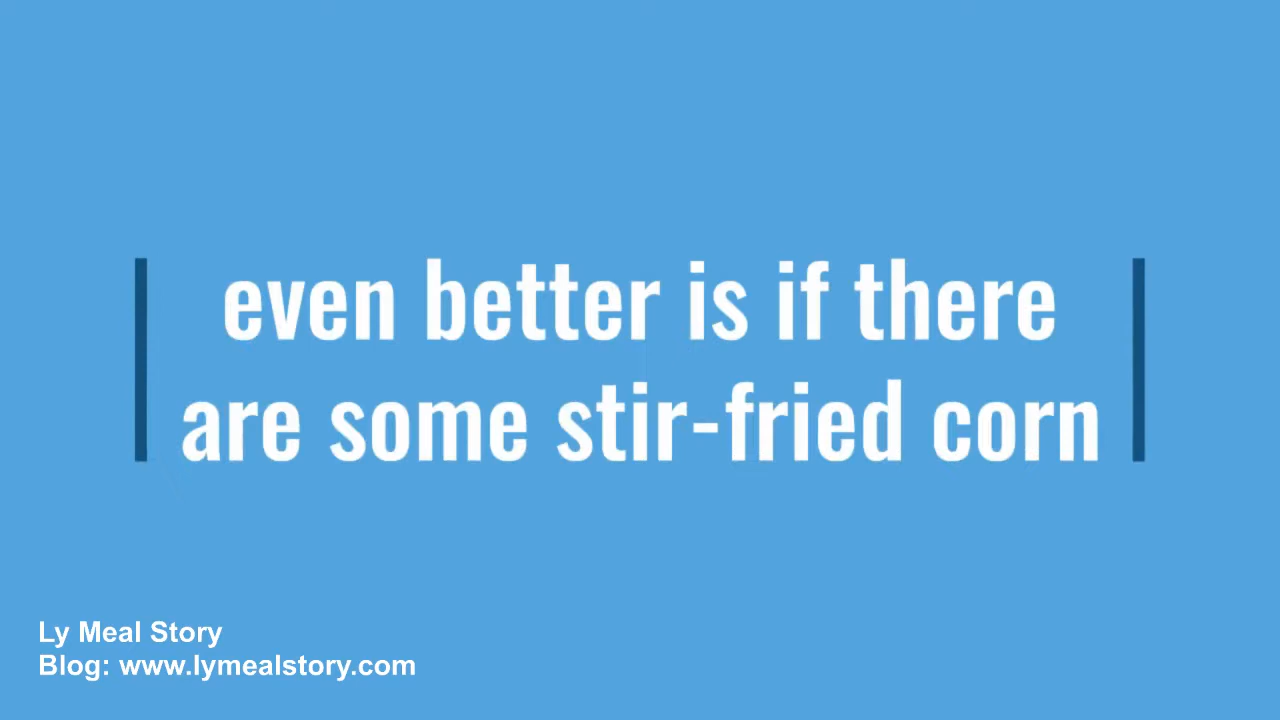 even better is if there
are some stir-fried corn
Ly Meal Story
Blog: www.lymealstory.com